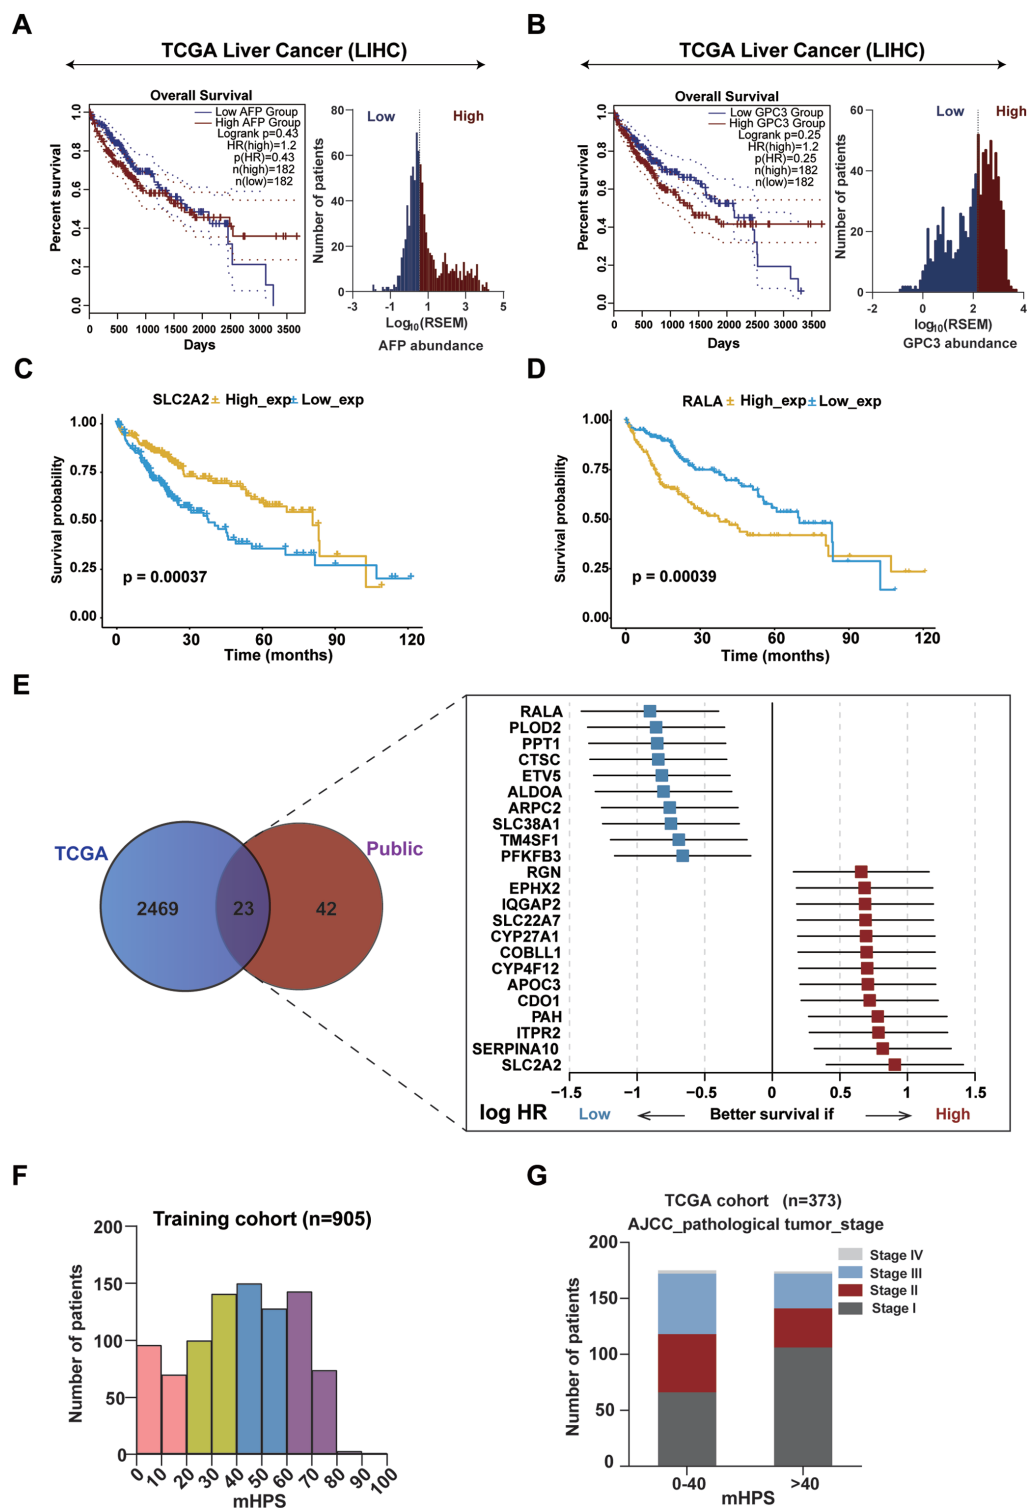 A
TCGA Liver Cancer (LIHC)
Overall Survival
Low AFP Group
High AFP Group
Logrank p=0.43
HR(high)=1.2
p(HR)=0.43
n(high)=182
n(low)=182
Percent survival
1.0
0.8
0.6
0.4
0.2
0.0
0 500 1000 1500 2000 2500 3000 3500
Days
Number of patients
80
60
40
20
0
Low High
-3 -1 1 3 5
Log10(RSEM)
AFP abundance
B
TCGA Liver Cancer (LIHC)
Overall Survival
Low GPC3 Group
High GPC3 Group
Logrank p=0.25
HR(high)=1.2
p(HR)=0.25
n(high)=182
n(low)=182
Percent survival
1.0
0.8
0.6
0.4
0.2
0.0
0 500 1000 1500 2000 2500 3000 3500
Days
Number of patients
60
40
20
0
Low High
-2 0 2 4
log10(RSEM)
GPC3 abundance
C
SLC2A2 High_exp Low_exp
Survival probability
1.00
0.75
0.50
0.25
0.00
p = 0.00037
0 30 60 90 120
Time (months)
D
RALA High_exp Low_exp
Survival probability
1.00
0.75
0.50
0.25
0.00
p = 0.00039
0 30 60 90 120
Time (months)
E
TCGA
Public
2469 23 42
RALA
PLOD2
PPT1
CTSC
ETV5
ALDOA
ARPC2
SLC38A1
TM4SF1
PFKFB3
RGN
EPHX2
IQGAP2
SLC22A7
CYP27A1
COBLL1
CYP4F12
APOC3
CDO1
PAH
ITPR2
SERPINA10
SLC2A2
−1.5 −1 −0.5 0 0.5 1 1.5
log HR Low Better survival if High
F
Training cohort (n=905)
Number of patients
200
150
100
50
0
0 10 20 30 40 50 60 70 80 90 100
mHPS
G
TCGA cohort (n=373)
AJCC_pathological tumor_stage
Number of patients
200
150
100
50
0
Stage IV
Stage III
Stage II
Stage I
0-40 >40
mHPS